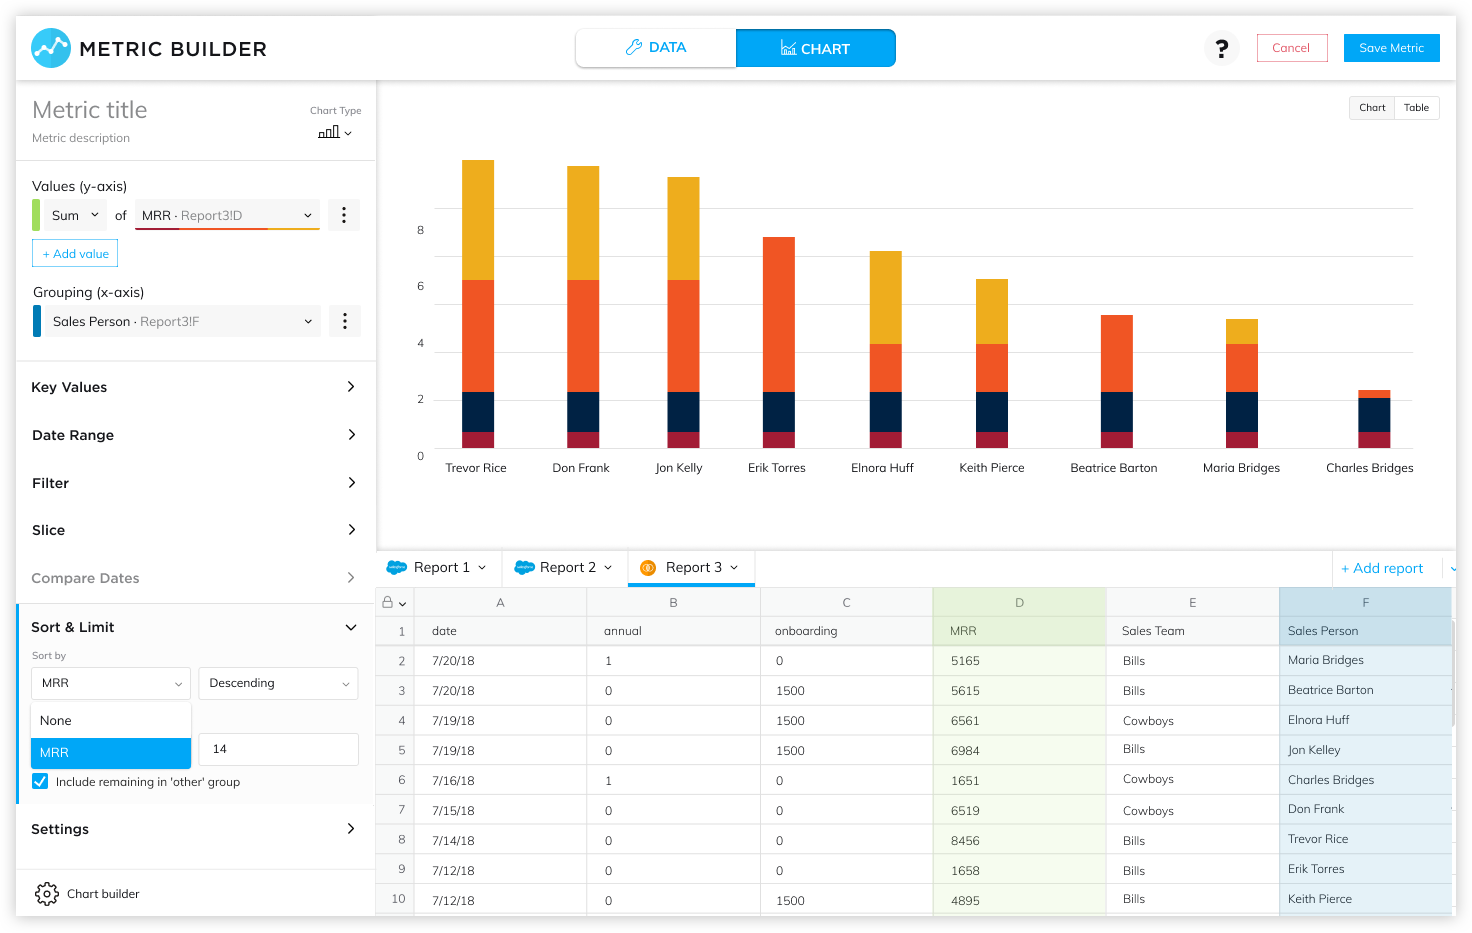 METRIC BUILDER
DATA
CHART
?
Cancel
Save Metric
Metric title
Chart Type
Metric description
Values (y-axis)
Sum
of
MRR · Report3!D
+ Add value
Grouping (x-axis)
Sales Person · Report3!F
Key Values
Date Range
Filter
Slice
Compare Dates
Sort & Limit
Sort by
MRR
Descending
None
MRR
14
Include remaining in 'other' group
Settings
Chart builder
Chart
Table
8
6
4
2
0
Trevor Rice
Don Frank
Jon Kelly
Erik Torres
Elnora Huff
Keith Pierce
Beatrice Barton
Maria Bridges
Charles Bridges
Report 1
Report 2
Report 3
+ Add report
A B C D E F
1 date annual onboarding MRR Sales Team Sales Person
2 7/20/18 1 0 5165 Bills Maria Bridges
3 7/20/18 0 1500 5615 Bills Beatrice Barton
4 7/19/18 0 1500 6561 Cowboys Elnora Huff
5 7/19/18 0 1500 6984 Bills Jon Kelley
6 7/16/18 1 0 1651 Cowboys Charles Bridges
7 7/15/18 0 0 6519 Cowboys Don Frank
8 7/14/18 0 0 8456 Bills Trevor Rice
9 7/12/18 0 0 1658 Bills Erik Torres
10 7/12/18 0 1500 4895 Bills Keith Pierce